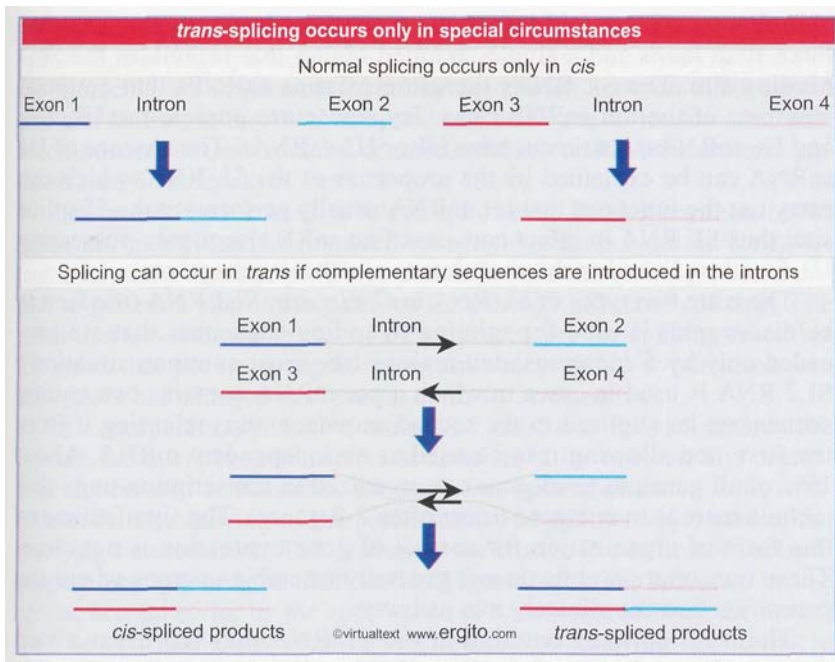 trans-splicing occurs only in special circumstances
Normal splicing occurs only in cis
Exon 1 Intron Exon 2 Exon 3 Intron Exon 4
Splicing can occur in trans if complementary sequences are introduced in the introns
Exon 1 Intron Exon 2
Exon Intron Exon 4
cis-spliced products ©virtualtext www.ergito.com trans-spliced products